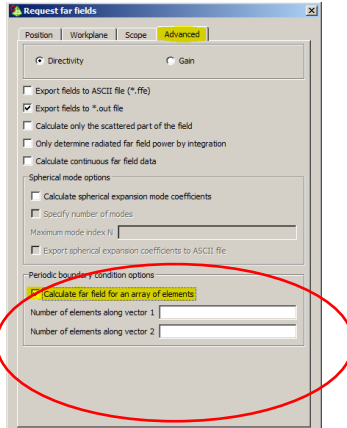 Request far fields
Position Workplane Scope Advanced
Directivity Gain
Export fields to ASCII file (*.ffe)
Export fields to *.out file
Calculate only the scattered part of the field
Only determine radiated far field power by integration
Calculate continuous far field data
Spherical mode options
Calculate spherical expansion mode coefficients
Specify number of modes
Maximum mode index N
Export spherical expansion coefficients to ASCII file
Periodic boundary condition options
Calculate far field for an array of elements
Number of elements along vector 1
Number of elements along vector 2